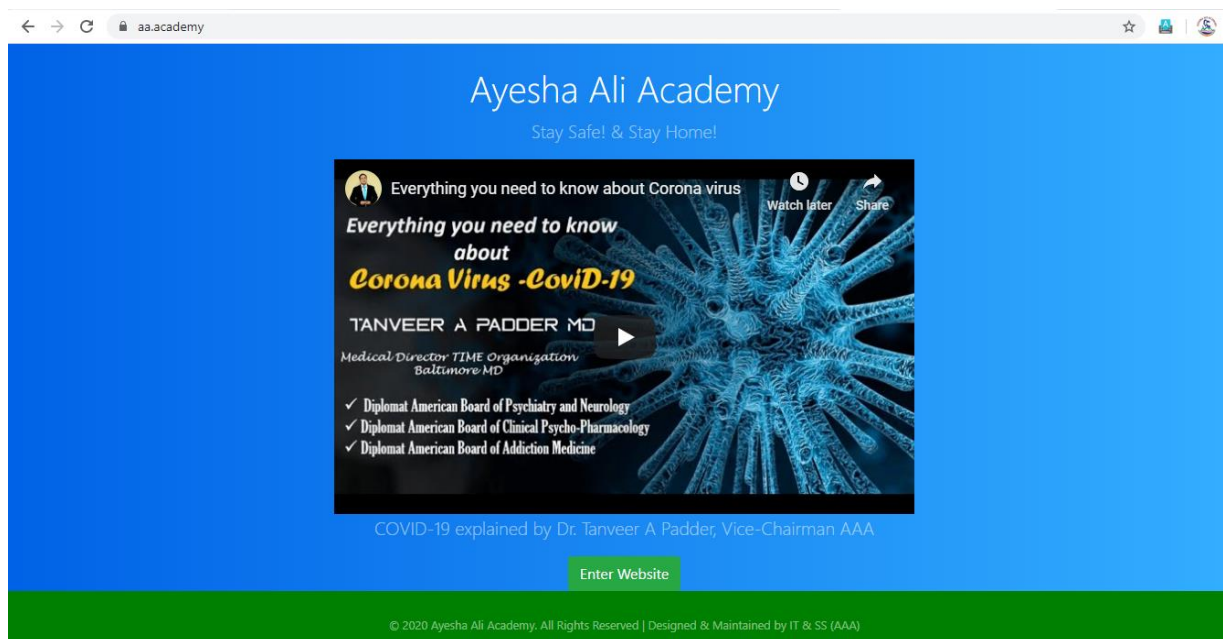 aa.academy
Ayesha Ali Academy
Stay Safe! & Stay Home!
Everything you need to know about Corona virus
Watch later
Share
Everything you need to know
about
Corona Virus -CoviD-19
TANVEER A PADDER MD
Medical Director TIME Organization
Baltimore MD
✓ Diplomat American Board of Psychiatry and Neurology
✓ Diplomat American Board of Clinical Psycho-Pharmacology
✓ Diplomat American Board of Addiction Medicine
COVID-19 explained by Dr. Tanveer A Padder, Vice-Chairman AAA
Enter Website
© 2020 Ayesha Ali Academy. All Rights Reserved | Designed & Maintained by IT & SS (AAA)